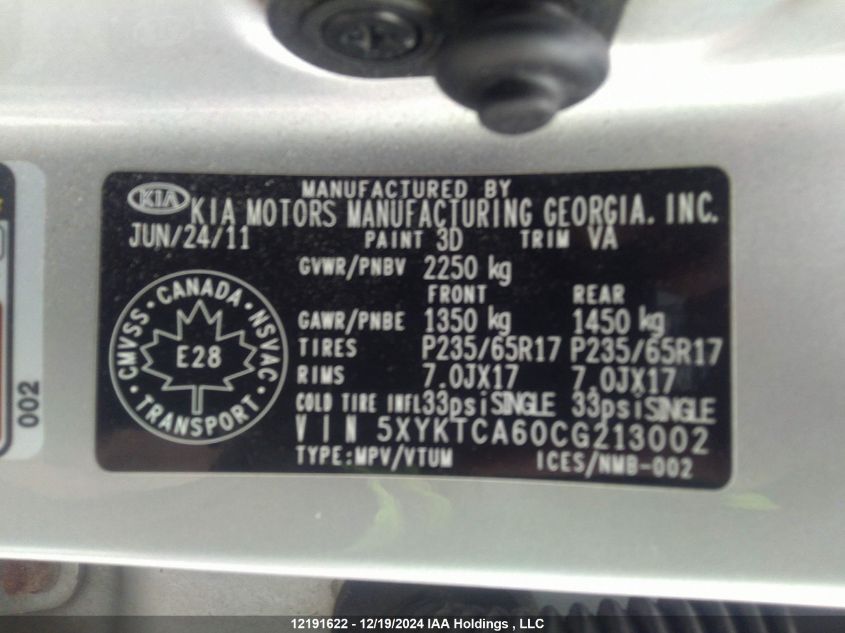 MANUFACTURED BY
KIA KIA MOTORS MANUFACTURING GEORGIA. INC.
JUN/24/11 PAINT 3D TRIM VA
GVWR/PNBV 2250 kg
FRONT REAR
GAWR/PNBE 1350 kg 1450 kg
TIRES P235/65R17 P235/65R17
RIMS 7.0JX17 7.0JX17
COLD TIRE INFL 33psi SINGLE 33psi SINGLE
VIN 5XYKTCA60CG213002
TYPE:MPV/VTUM ICES/NMB-002
CMVSS · CANADA · NSVAC · TRANSPORT ·
E28
002
12191622 - 12/19/2024 IAA Holdings , LLC